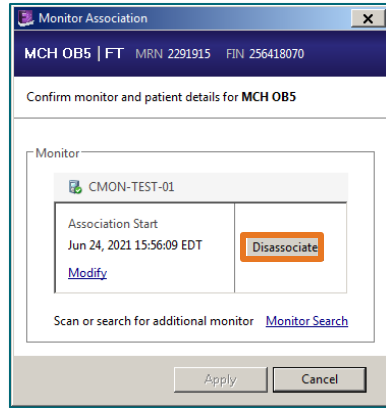 Monitor Association
MCH OB5 | FT MRN 2291915 FIN 256418070
Confirm monitor and patient details for MCH OB5
Monitor
CMON-TEST-01
Association Start
Jun 24, 2021 15:56:09 EDT
Modify
Disassociate
Scan or search for additional monitor Monitor Search
Apply Cancel